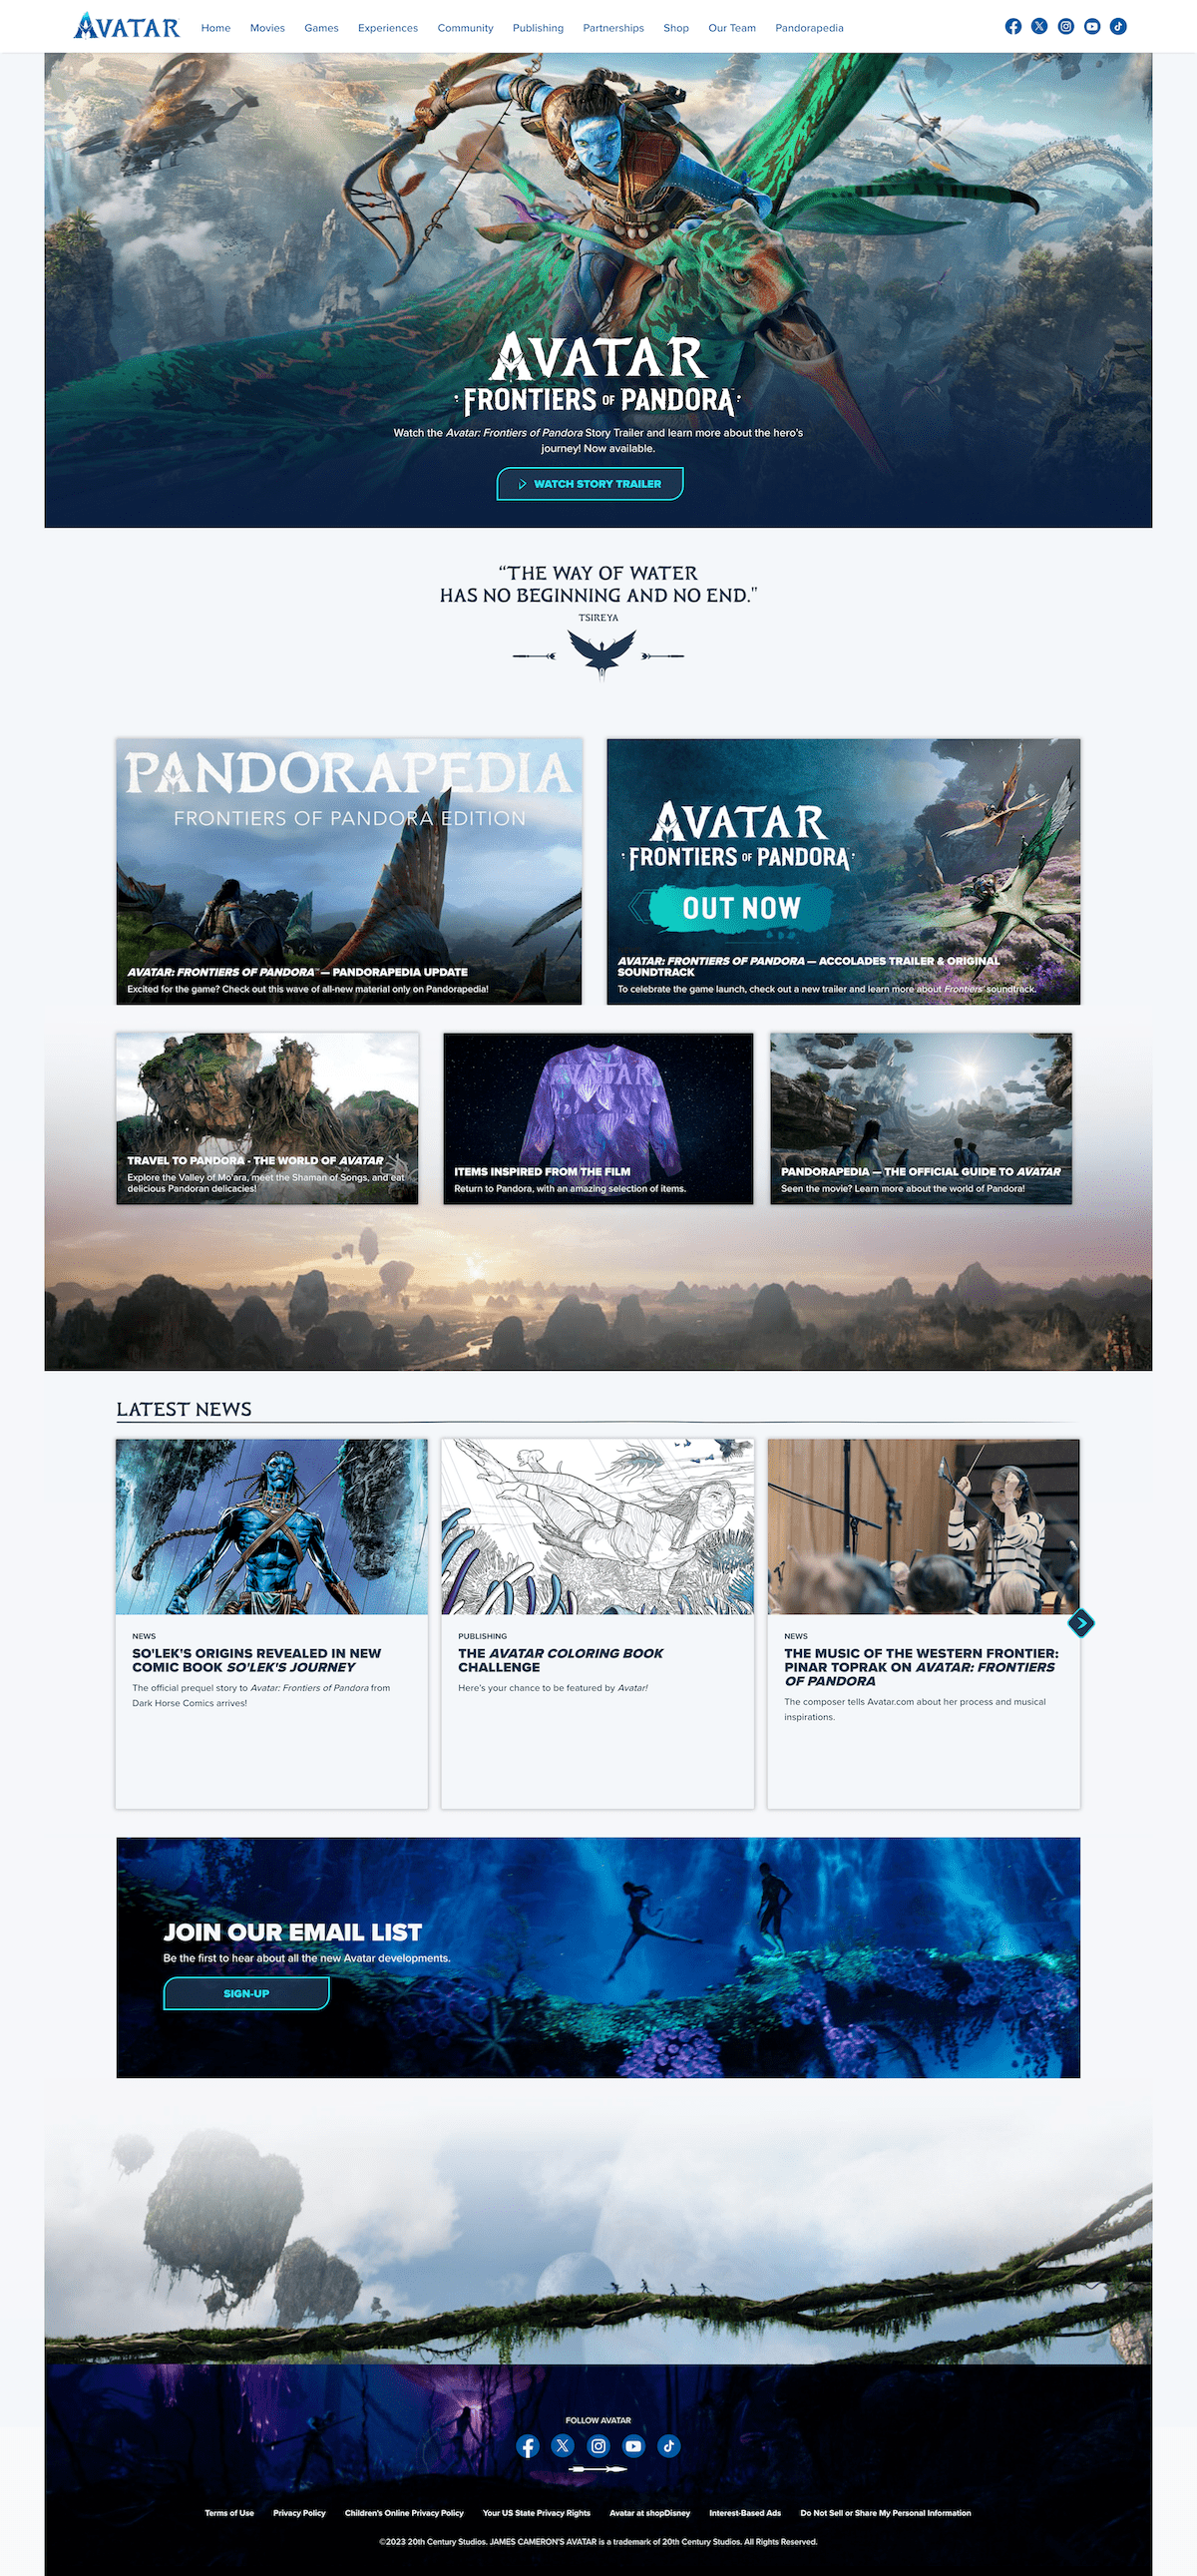 AVATAR
Home Movies Games Experiences Community Publishing Partnerships Shop Our Team Pandorapedia
AVATAR
FRONTIERS OF PANDORA
Watch the Avatar: Frontiers of Pandora Story Trailer and learn more about the hero's
journey! Now available.
WATCH STORY TRAILER
“THE WAY OF WATER
HAS NO BEGINNING AND NO END."
TSIREYA
PANDORAPEDIA
FRONTIERS OF PANDORA EDITION
AVATAR: FRONTIERS OF PANDORA™— PANDORAPEDIA UPDATE
Excited for the game? Check out this wave of all-new material only on Pandorapedia!
AVATAR
FRONTIERS OF PANDORA
OUT NOW
AVATAR: FRONTIERS OF PANDORA — ACCOLADES TRAILER & ORIGINAL
SOUNDTRACK
To celebrate the game launch, check out a new trailer and learn more about Frontiers' soundtrack.
TRAVEL TO PANDORA - THE WORLD OF AVATAR
Explore the Valley of Mo'ara, meet the Shaman of Songs, and eat
delicious Pandoran delicacies!
AVATAR
ITEMS INSPIRED FROM THE FILM
Return to Pandora, with an amazing selection of items.
PANDORAPEDIA — THE OFFICIAL GUIDE TO AVATAR
Seen the movie? Learn more about the world of Pandora!
LATEST NEWS
NEWS
SO'LEK'S ORIGINS REVEALED IN NEW
COMIC BOOK SO'LEK'S JOURNEY
The official prequel story to Avatar: Frontiers of Pandora from
Dark Horse Comics arrives!
PUBLISHING
THE AVATAR COLORING BOOK
CHALLENGE
Here's your chance to be featured by Avatar!
NEWS
THE MUSIC OF THE WESTERN FRONTIER:
PINAR TOPRAK ON AVATAR: FRONTIERS
OF PANDORA
The composer tells Avatar.com about her process and musical
inspirations.
JOIN OUR EMAIL LIST
Be the first to hear about all the new Avatar developments.
SIGN-UP
FOLLOW AVATAR
Terms of Use Privacy Policy Children's Online Privacy Policy Your US State Privacy Rights Avatar at shopDisney Interest-Based Ads Do Not Sell or Share My Personal Information
©2023 20th Century Studios. JAMES CAMERON'S AVATAR is a trademark of 20th Century Studios. All Rights Reserved.